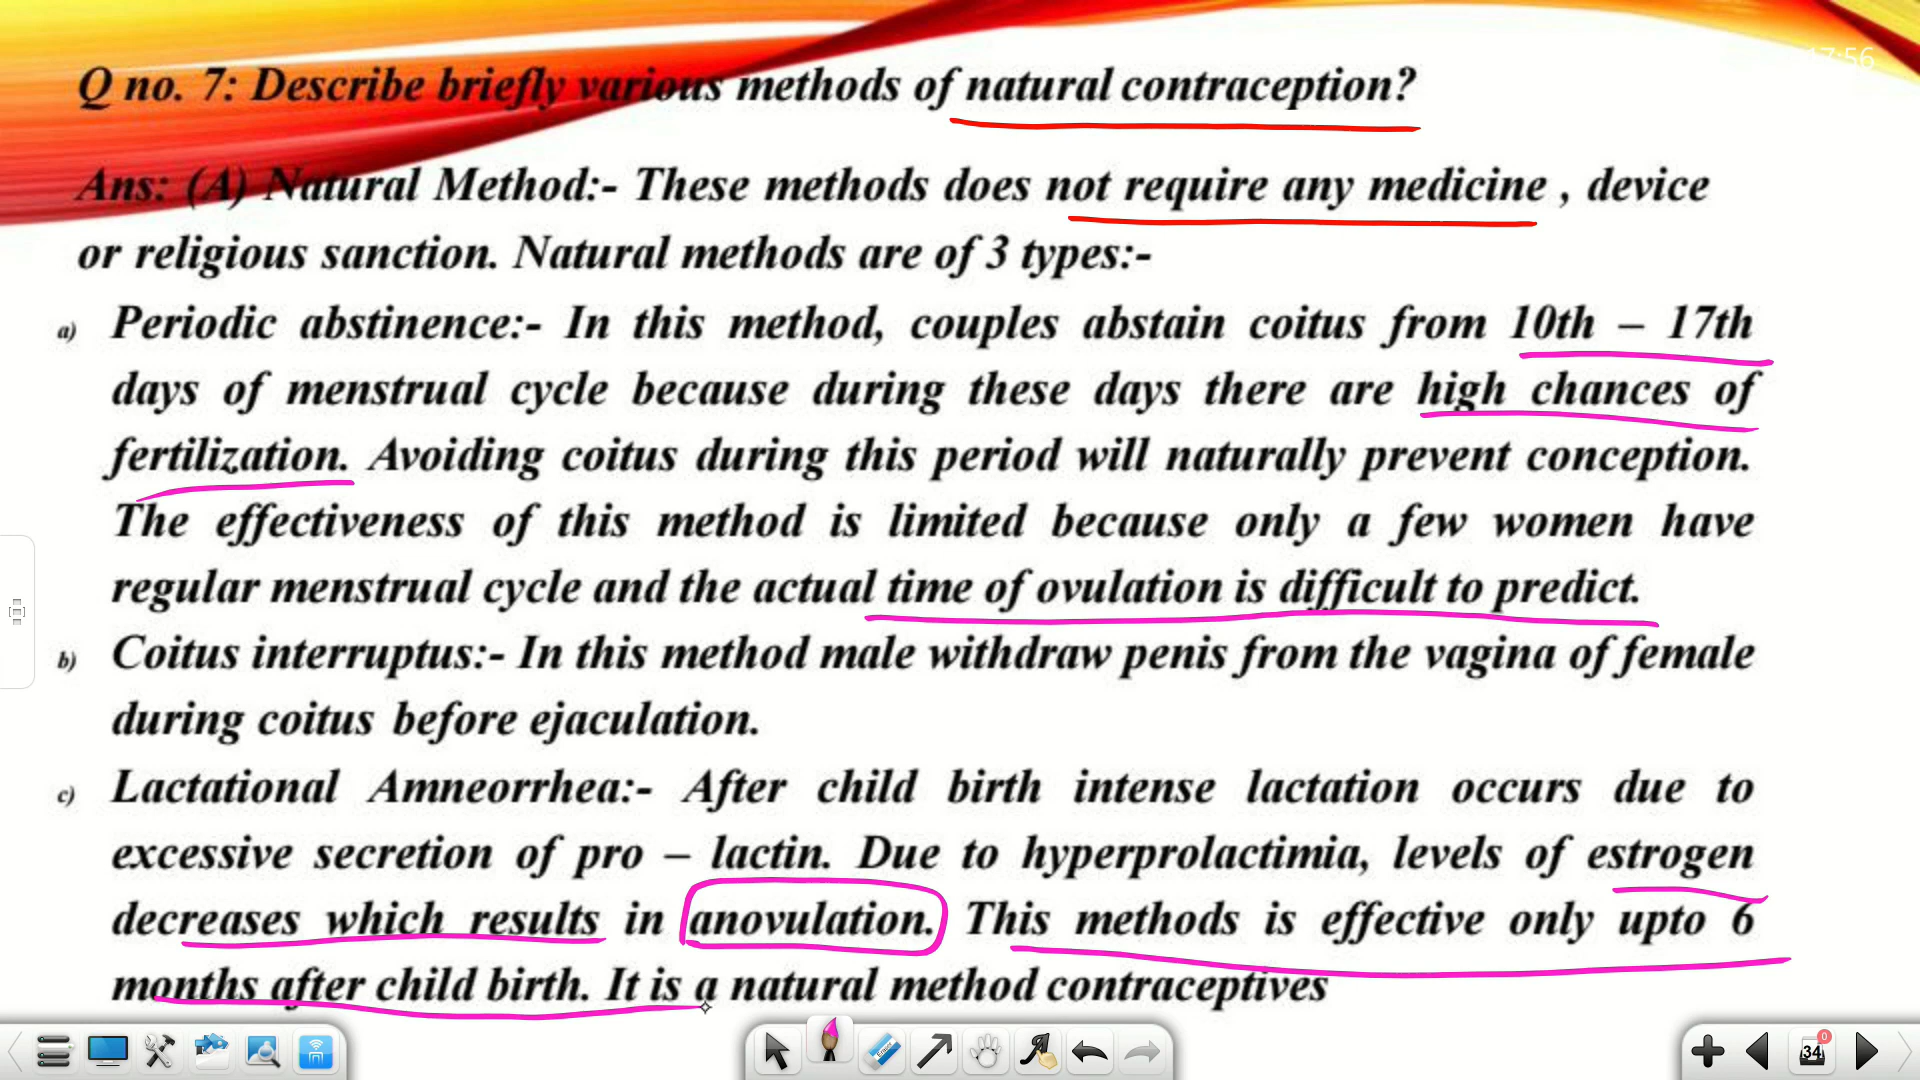 17:56
Q no. 7: Describe briefly various methods of natural contraception?
Ans: (A) Natural Method:- These methods does not require any medicine , device
or religious sanction. Natural methods are of 3 types:-
a) Periodic abstinence:- In this method, couples abstain coitus from 10th – 17th
days of menstrual cycle because during these days there are high chances of
fertilization. Avoiding coitus during this period will naturally prevent conception.
The effectiveness of this method is limited because only a few women have
regular menstrual cycle and the actual time of ovulation is difficult to predict.
b) Coitus interruptus:- In this method male withdraw penis from the vagina of female
during coitus before ejaculation.
c) Lactational Amneorrhea:- After child birth intense lactation occurs due to
excessive secretion of pro – lactin. Due to hyperprolactimia, levels of estrogen
decreases which results in anovulation. This methods is effective only upto 6
months after child birth. It is a natural method contraceptives
34
0